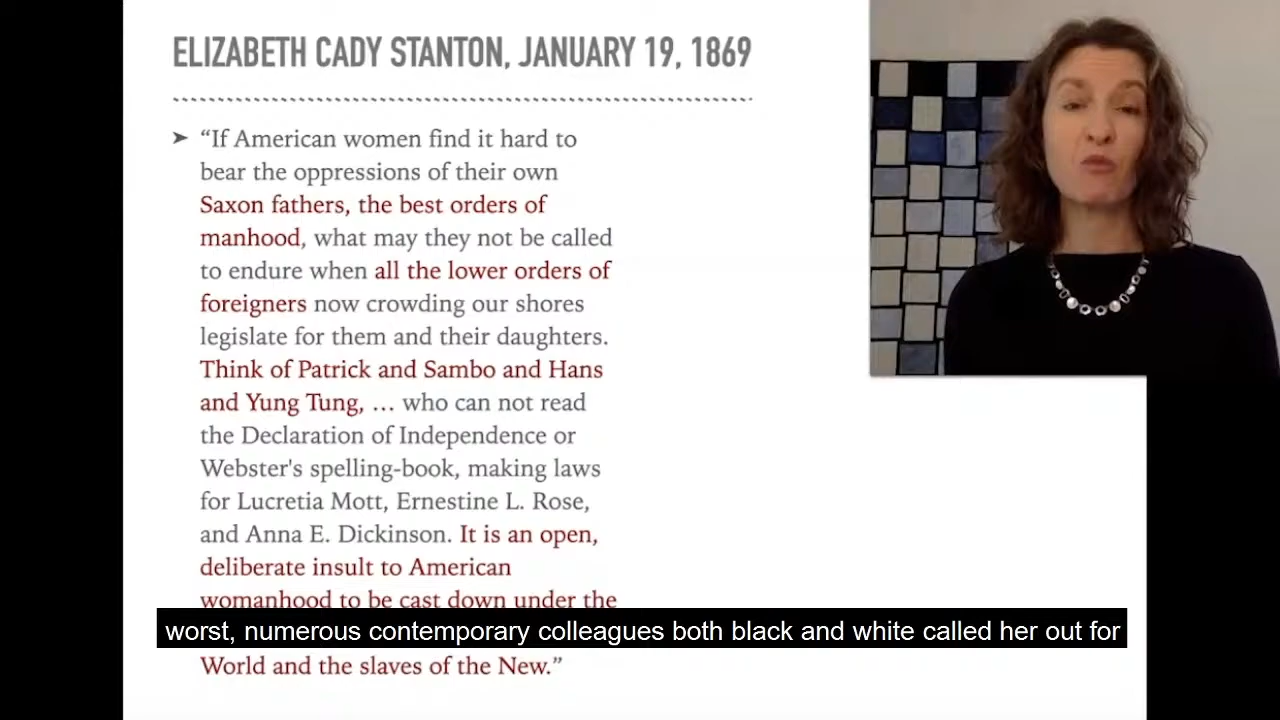 ELIZABETH CADY STANTON, JANUARY 19, 1869
➤ “If American women find it hard to
bear the oppressions of their own
Saxon fathers, the best orders of
manhood, what may they not be called
to endure when all the lower orders of
foreigners now crowding our shores
legislate for them and their daughters.
Think of Patrick and Sambo and Hans
and Yung Tung, … who can not read
the Declaration of Independence or
Webster's spelling-book, making laws
for Lucretia Mott, Ernestine L. Rose,
and Anna E. Dickinson. It is an open,
deliberate insult to American
womanhood to be cast down under the
worst, numerous contemporary colleagues both black and white called her out for
World and the slaves of the New.”